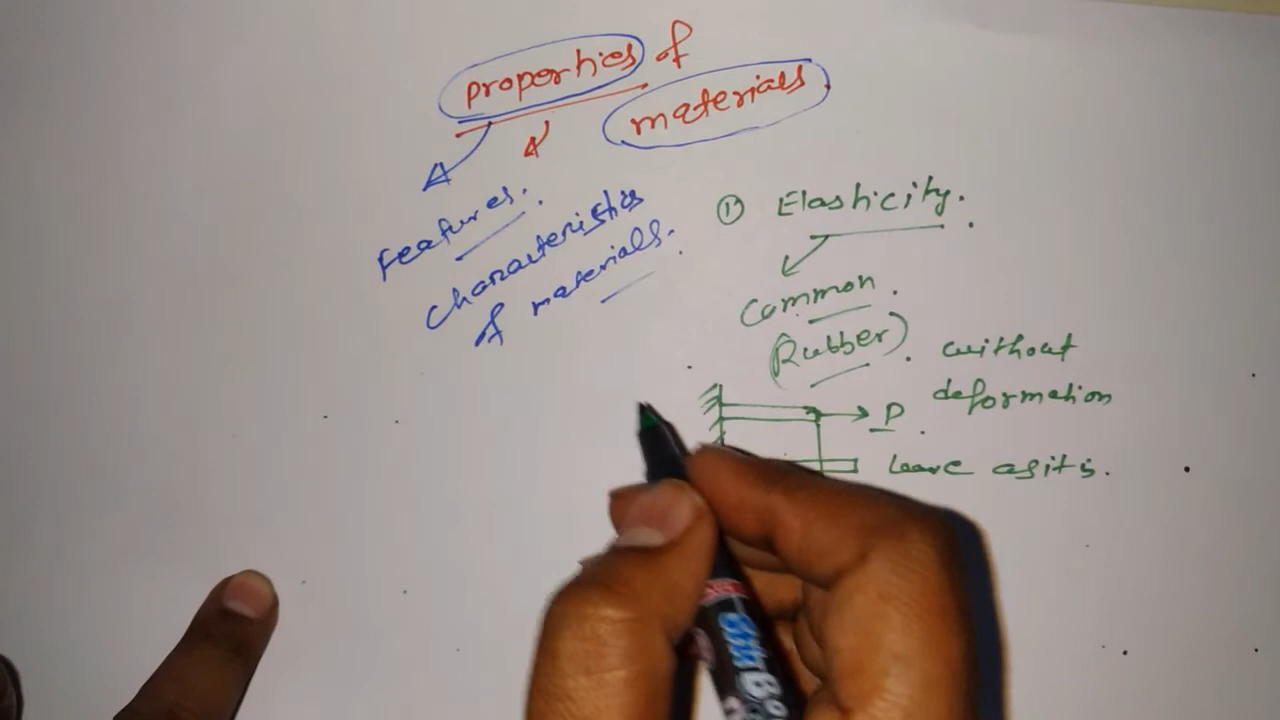 properties of
materials
Features.
characteristics
of materials.
① Elasticity.
Common.
(Rubber).
without
deformation
P.
leave as it is.